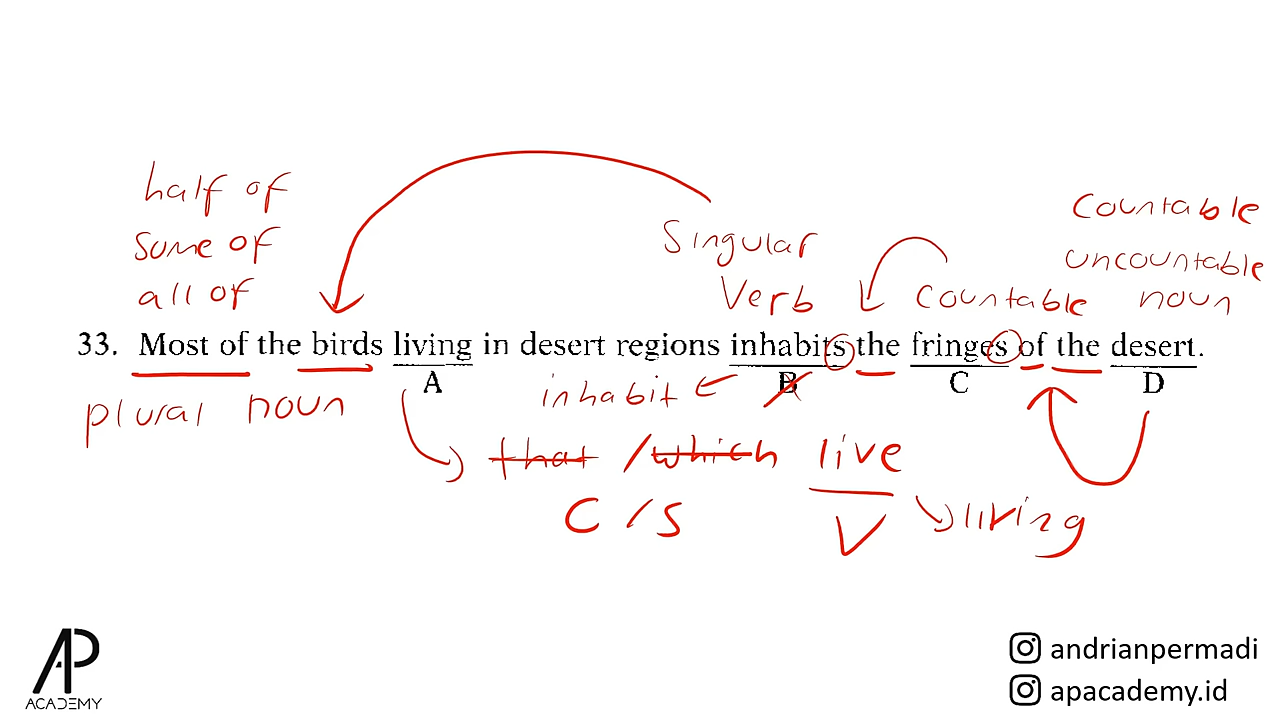 half of
some of
all of
Singular
Verb
Countable
Countable
uncountable
noun
33. Most of the birds living in desert regions inhabits the fringes of the desert.
A
B
C
D
plural noun
inhabit
that / which live
C / S
V
living
AP
ACADEMY
andrianpermadi
apacademy.id